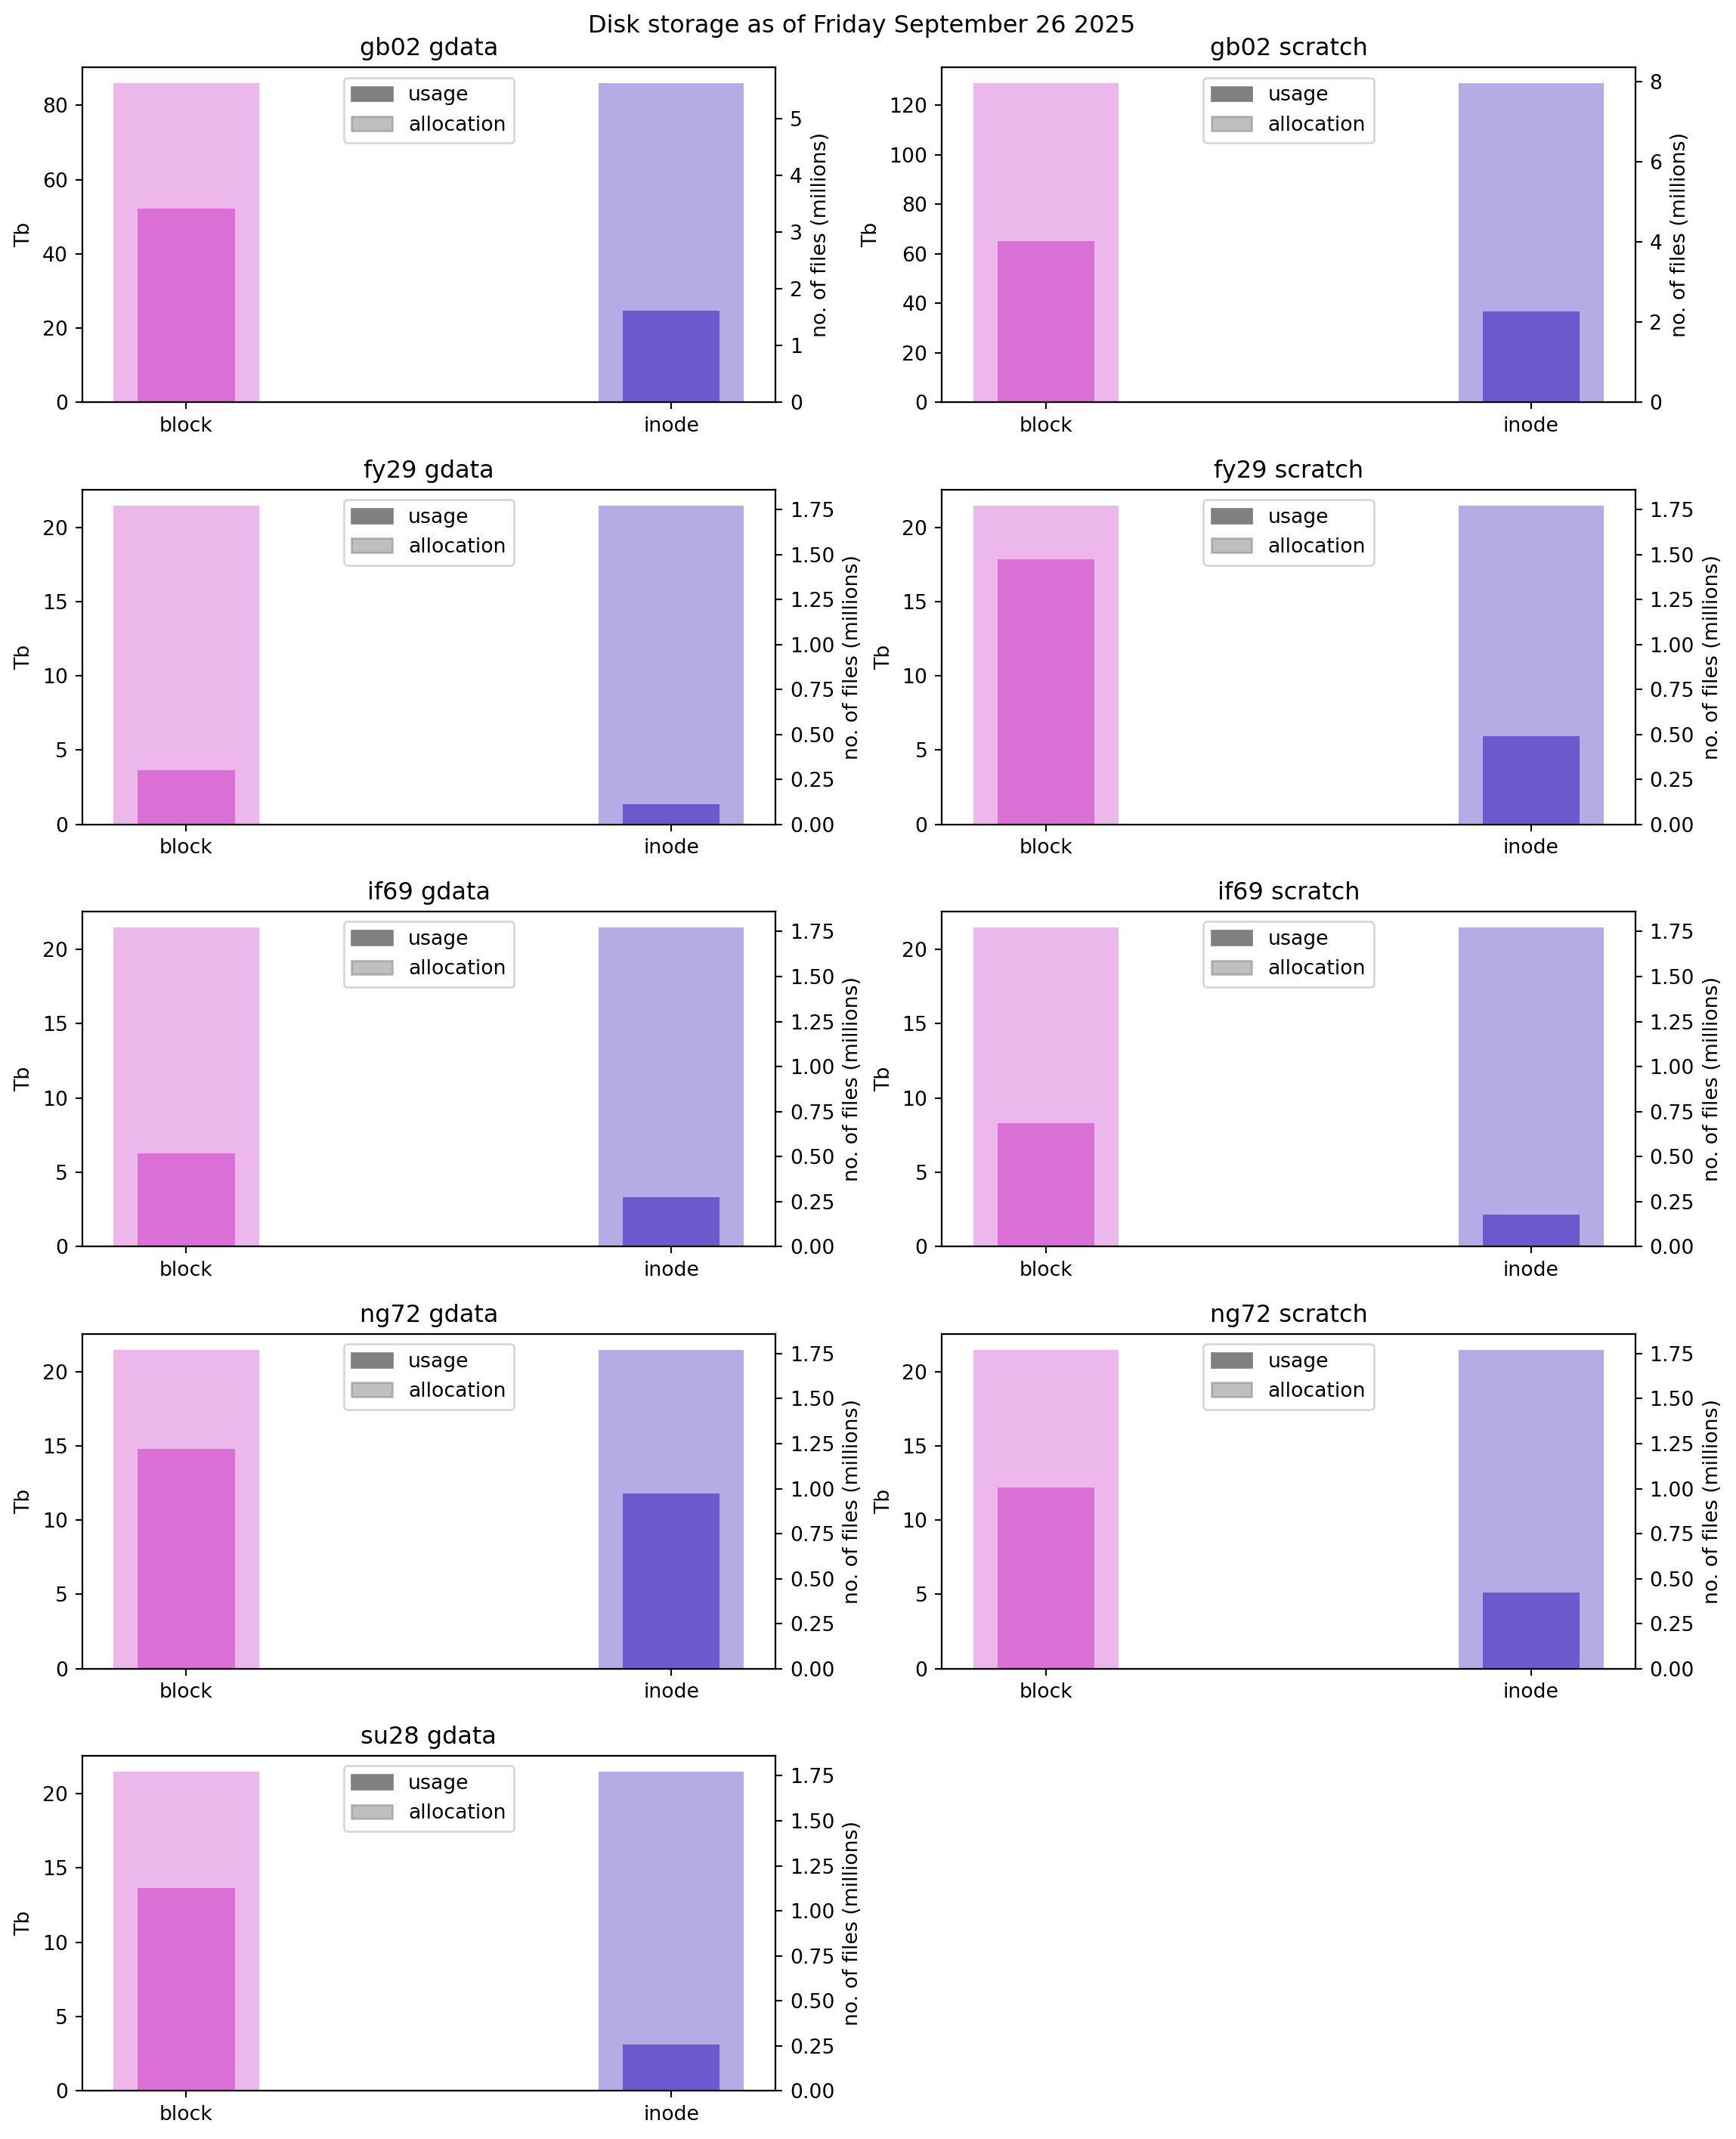 Disk storage as of Friday September 26 2025
gb02 gdata
80
60
40
20
0
Tb
usage
allocation
5
4
3
2
1
0
no. of files (millions)
block
inode
gb02 scratch
120
100
80
60
40
20
0
Tb
usage
allocation
8
6
4
2
0
no. of files (millions)
block
inode
fy29 gdata
20
15
10
5
0
Tb
usage
allocation
1.75
1.50
1.25
1.00
0.75
0.50
0.25
0.00
no. of files (millions)
block
inode
fy29 scratch
20
15
10
5
0
Tb
usage
allocation
1.75
1.50
1.25
1.00
0.75
0.50
0.25
0.00
no. of files (millions)
block
inode
if69 gdata
20
15
10
5
0
Tb
usage
allocation
1.75
1.50
1.25
1.00
0.75
0.50
0.25
0.00
no. of files (millions)
block
inode
if69 scratch
20
15
10
5
0
Tb
usage
allocation
1.75
1.50
1.25
1.00
0.75
0.50
0.25
0.00
no. of files (millions)
block
inode
ng72 gdata
20
15
10
5
0
Tb
usage
allocation
1.75
1.50
1.25
1.00
0.75
0.50
0.25
0.00
no. of files (millions)
block
inode
ng72 scratch
20
15
10
5
0
Tb
usage
allocation
1.75
1.50
1.25
1.00
0.75
0.50
0.25
0.00
no. of files (millions)
block
inode
su28 gdata
20
15
10
5
0
Tb
usage
allocation
1.75
1.50
1.25
1.00
0.75
0.50
0.25
0.00
no. of files (millions)
block
inode